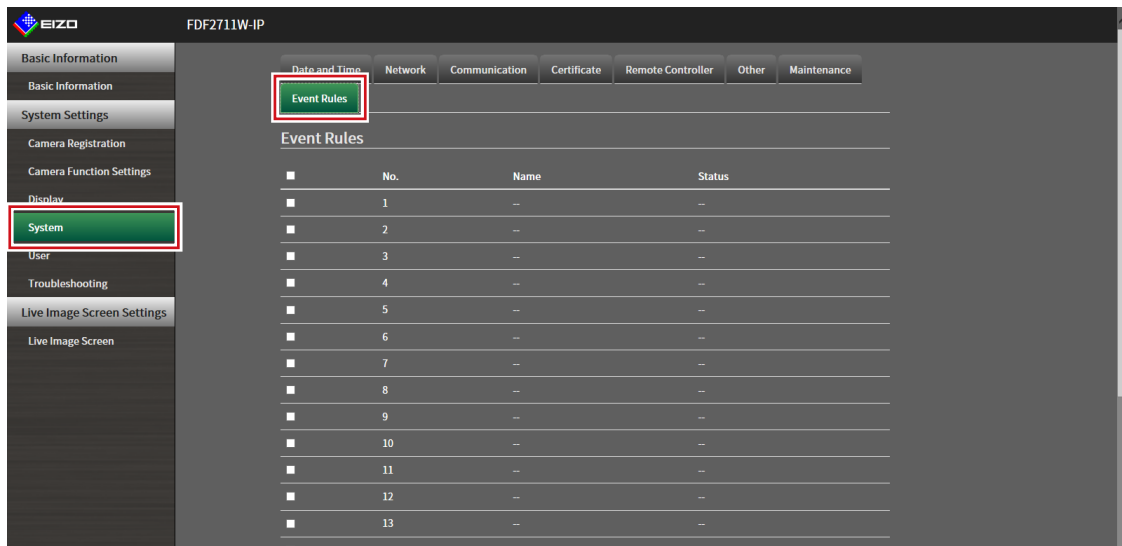 EIZO FDF2711W-IP
Basic Information
Basic Information
System Settings
Camera Registration
Camera Function Settings
Display
System
User
Troubleshooting
Live Image Screen Settings
Live Image Screen
Date and Time Network Communication Certificate Remote Controller Other Maintenance
Event Rules
Event Rules
No. Name Status
1 -- --
2 -- --
3 -- --
4 -- --
5 -- --
6 -- --
7 -- --
8 -- --
9 -- --
10 -- --
11 -- --
12 -- --
13 -- --